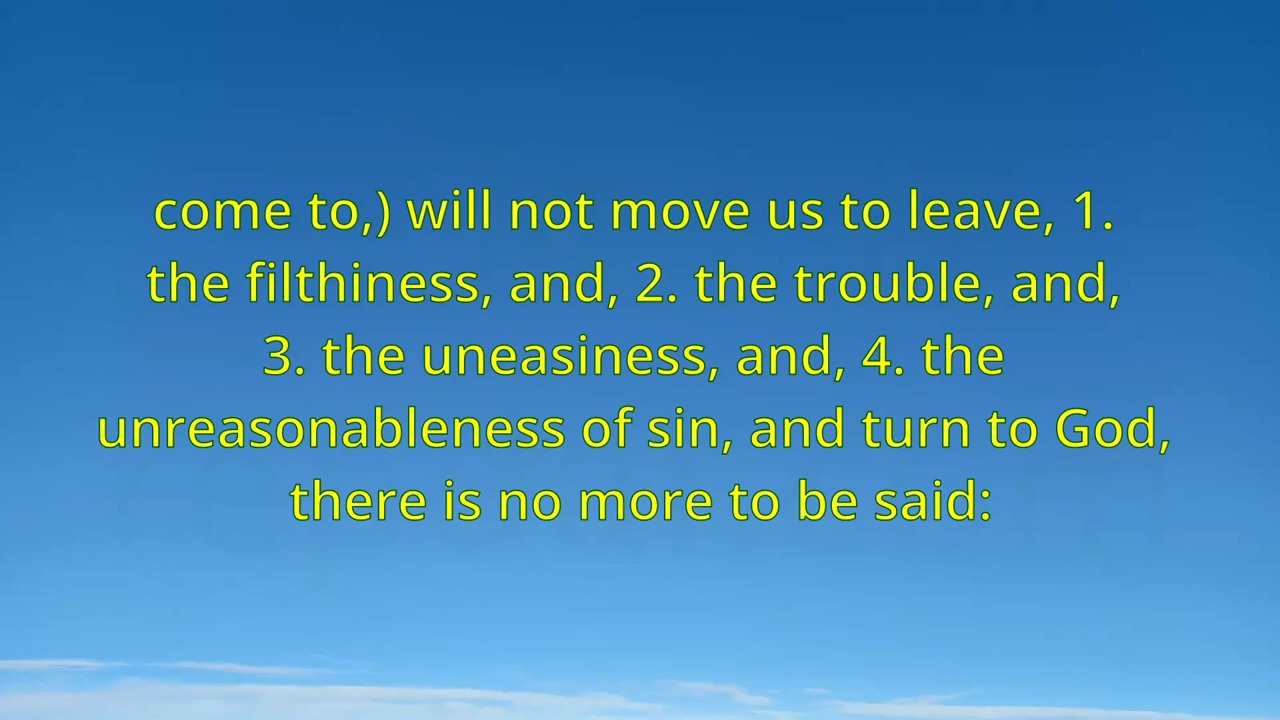 come to,) will not move us to leave, 1.
the filthiness, and, 2. the trouble, and,
3. the uneasiness, and, 4. the
unreasonableness of sin, and turn to God,
there is no more to be said: